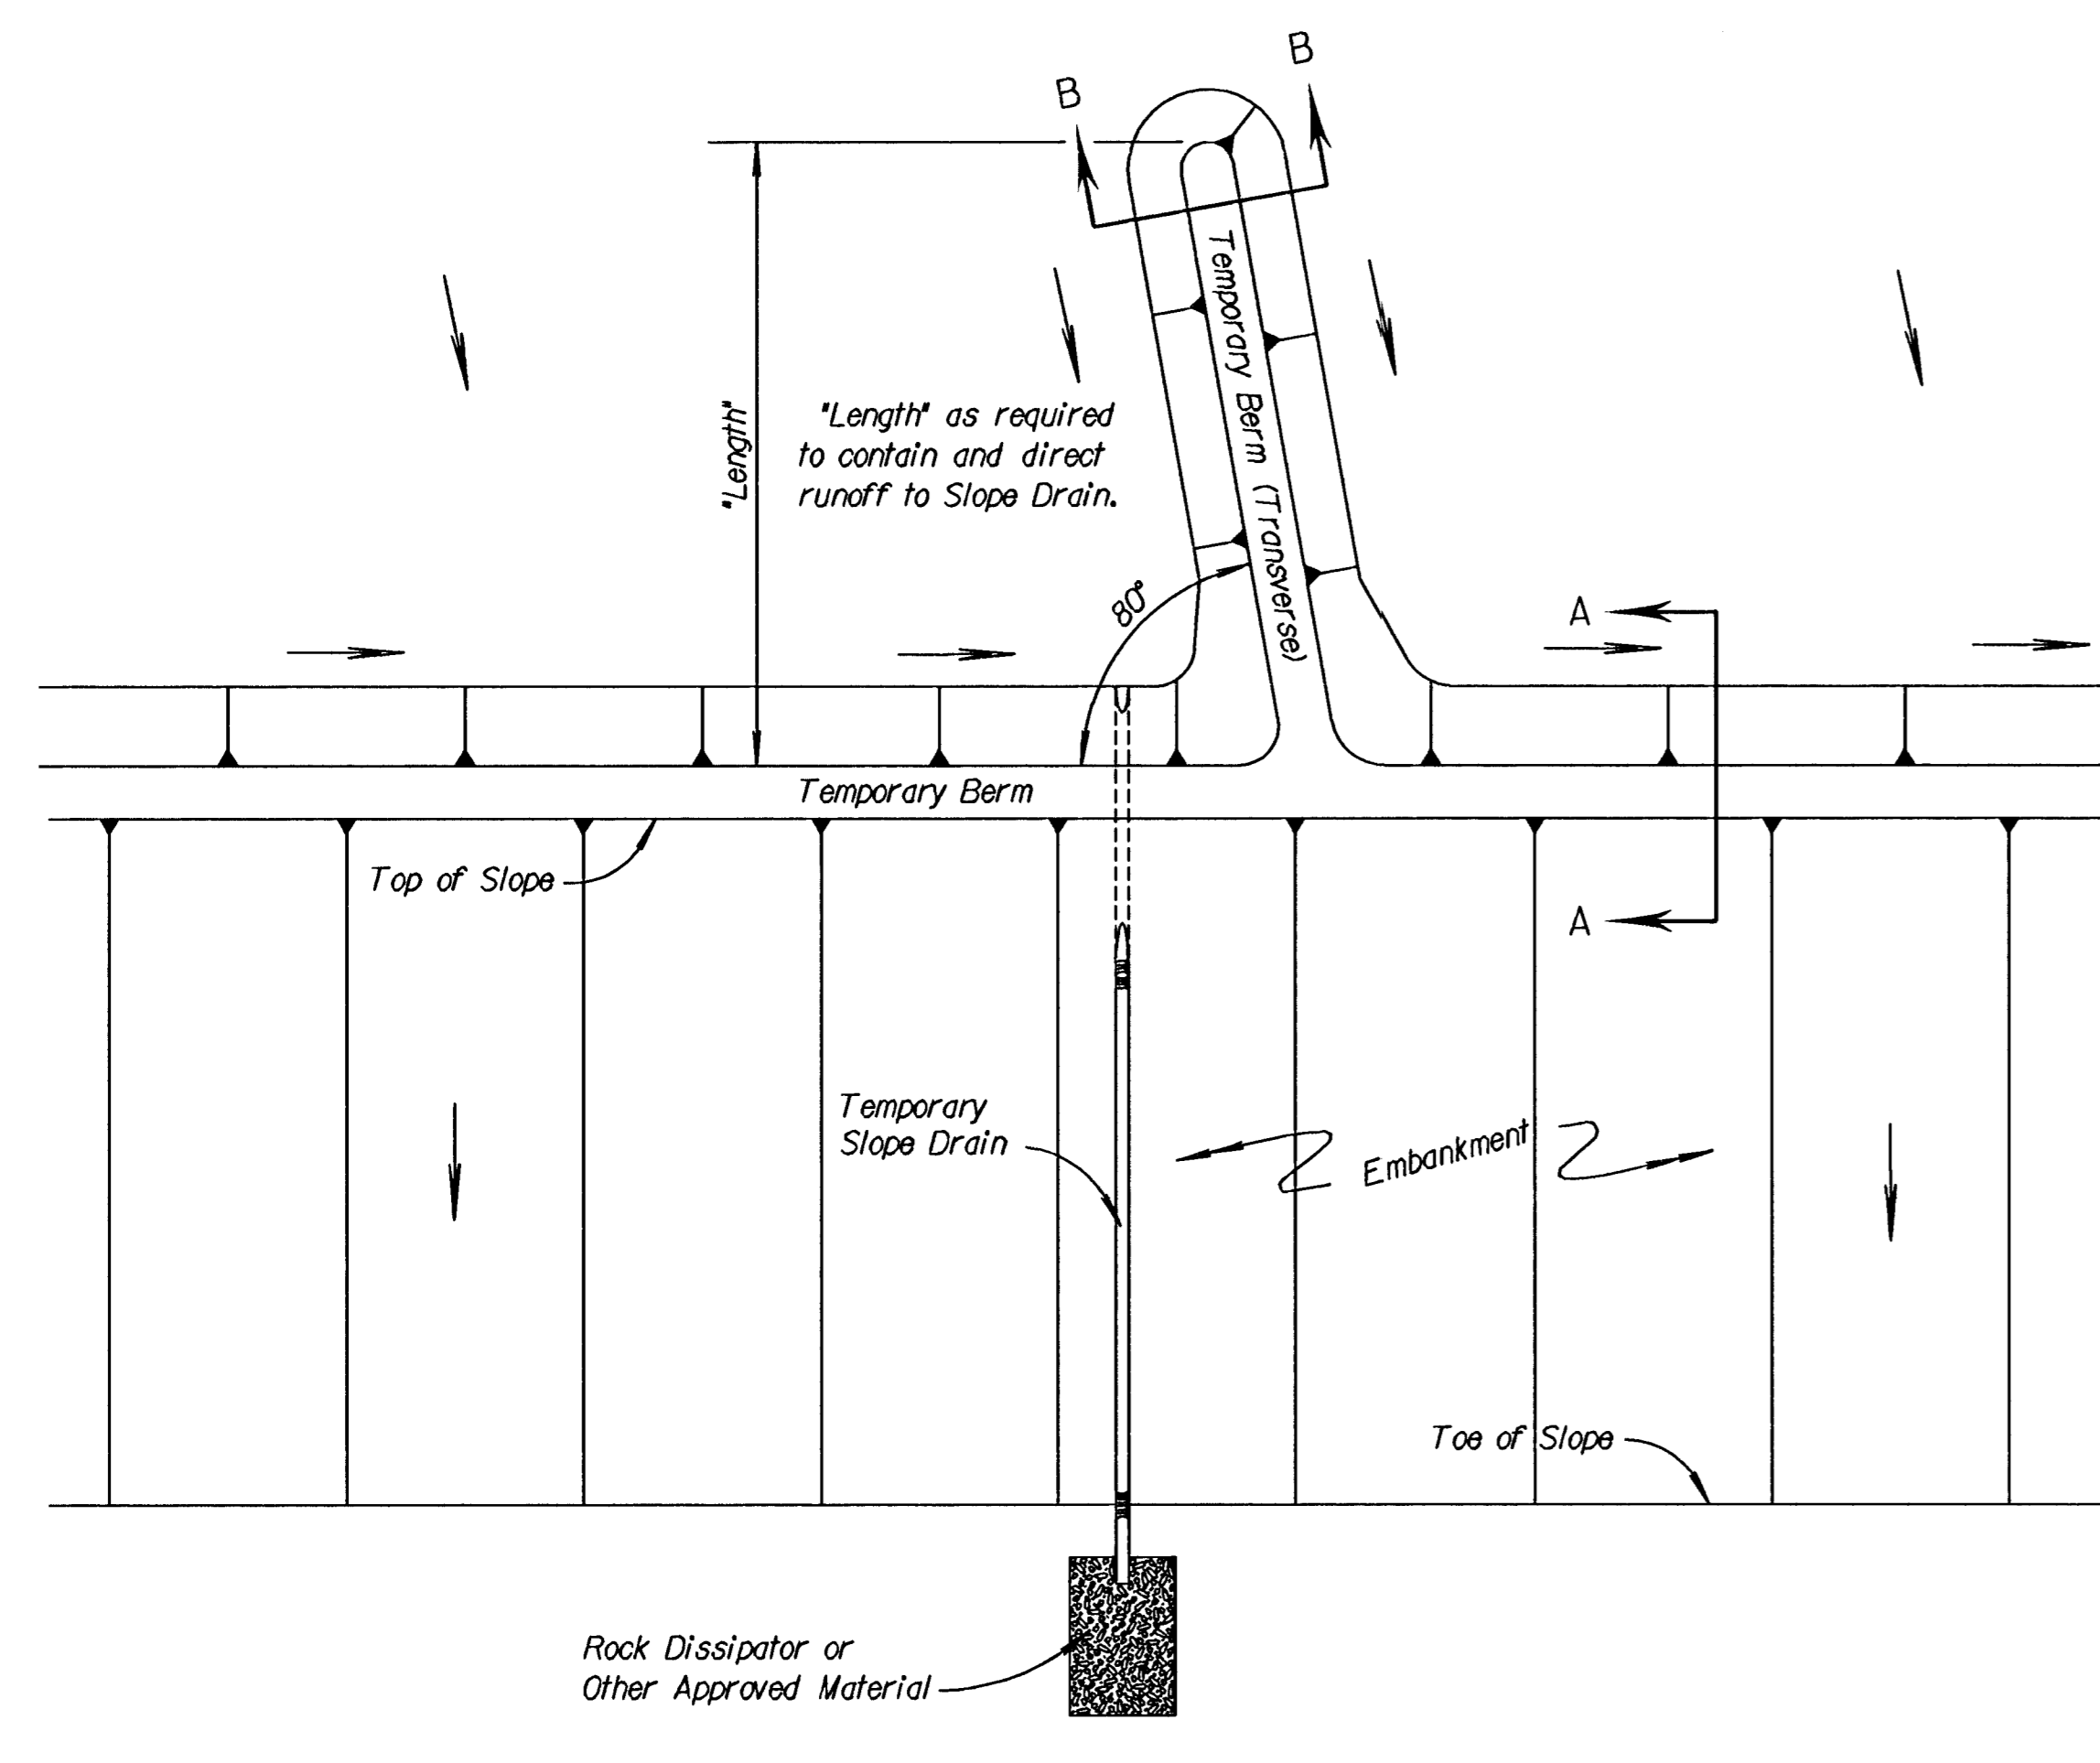 B
B
"Length"
"Length" as required
to contain and direct
runoff to Slope Drain.
Temporary Berm (Transverse)
80°
A
Temporary Berm
Top of Slope
A
Temporary
Slope Drain
Embankment
Toe of Slope
Rock Dissipator or
Other Approved Material